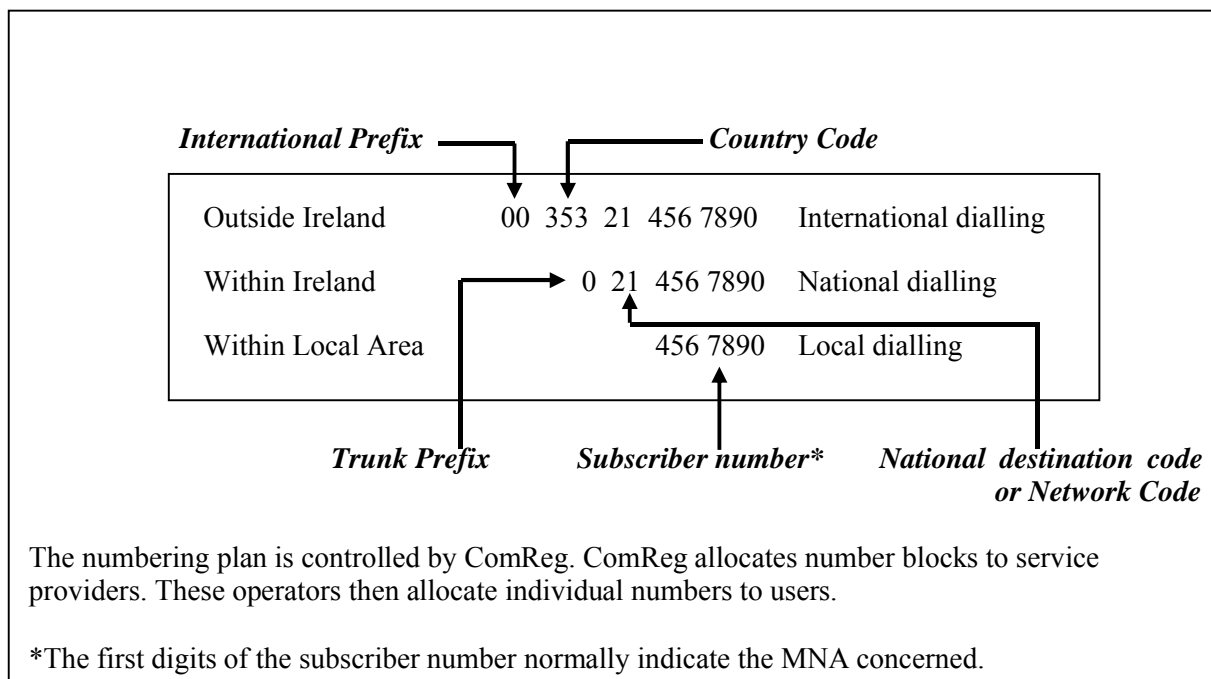 International Prefix Country Code
Outside Ireland 00 353 21 456 7890 International dialling
Within Ireland 0 21 456 7890 National dialling
Within Local Area 456 7890 Local dialling
Trunk Prefix Subscriber number* National destination code
or Network Code
The numbering plan is controlled by ComReg. ComReg allocates number blocks to service
providers. These operators then allocate individual numbers to users.
*The first digits of the subscriber number normally indicate the MNA concerned.